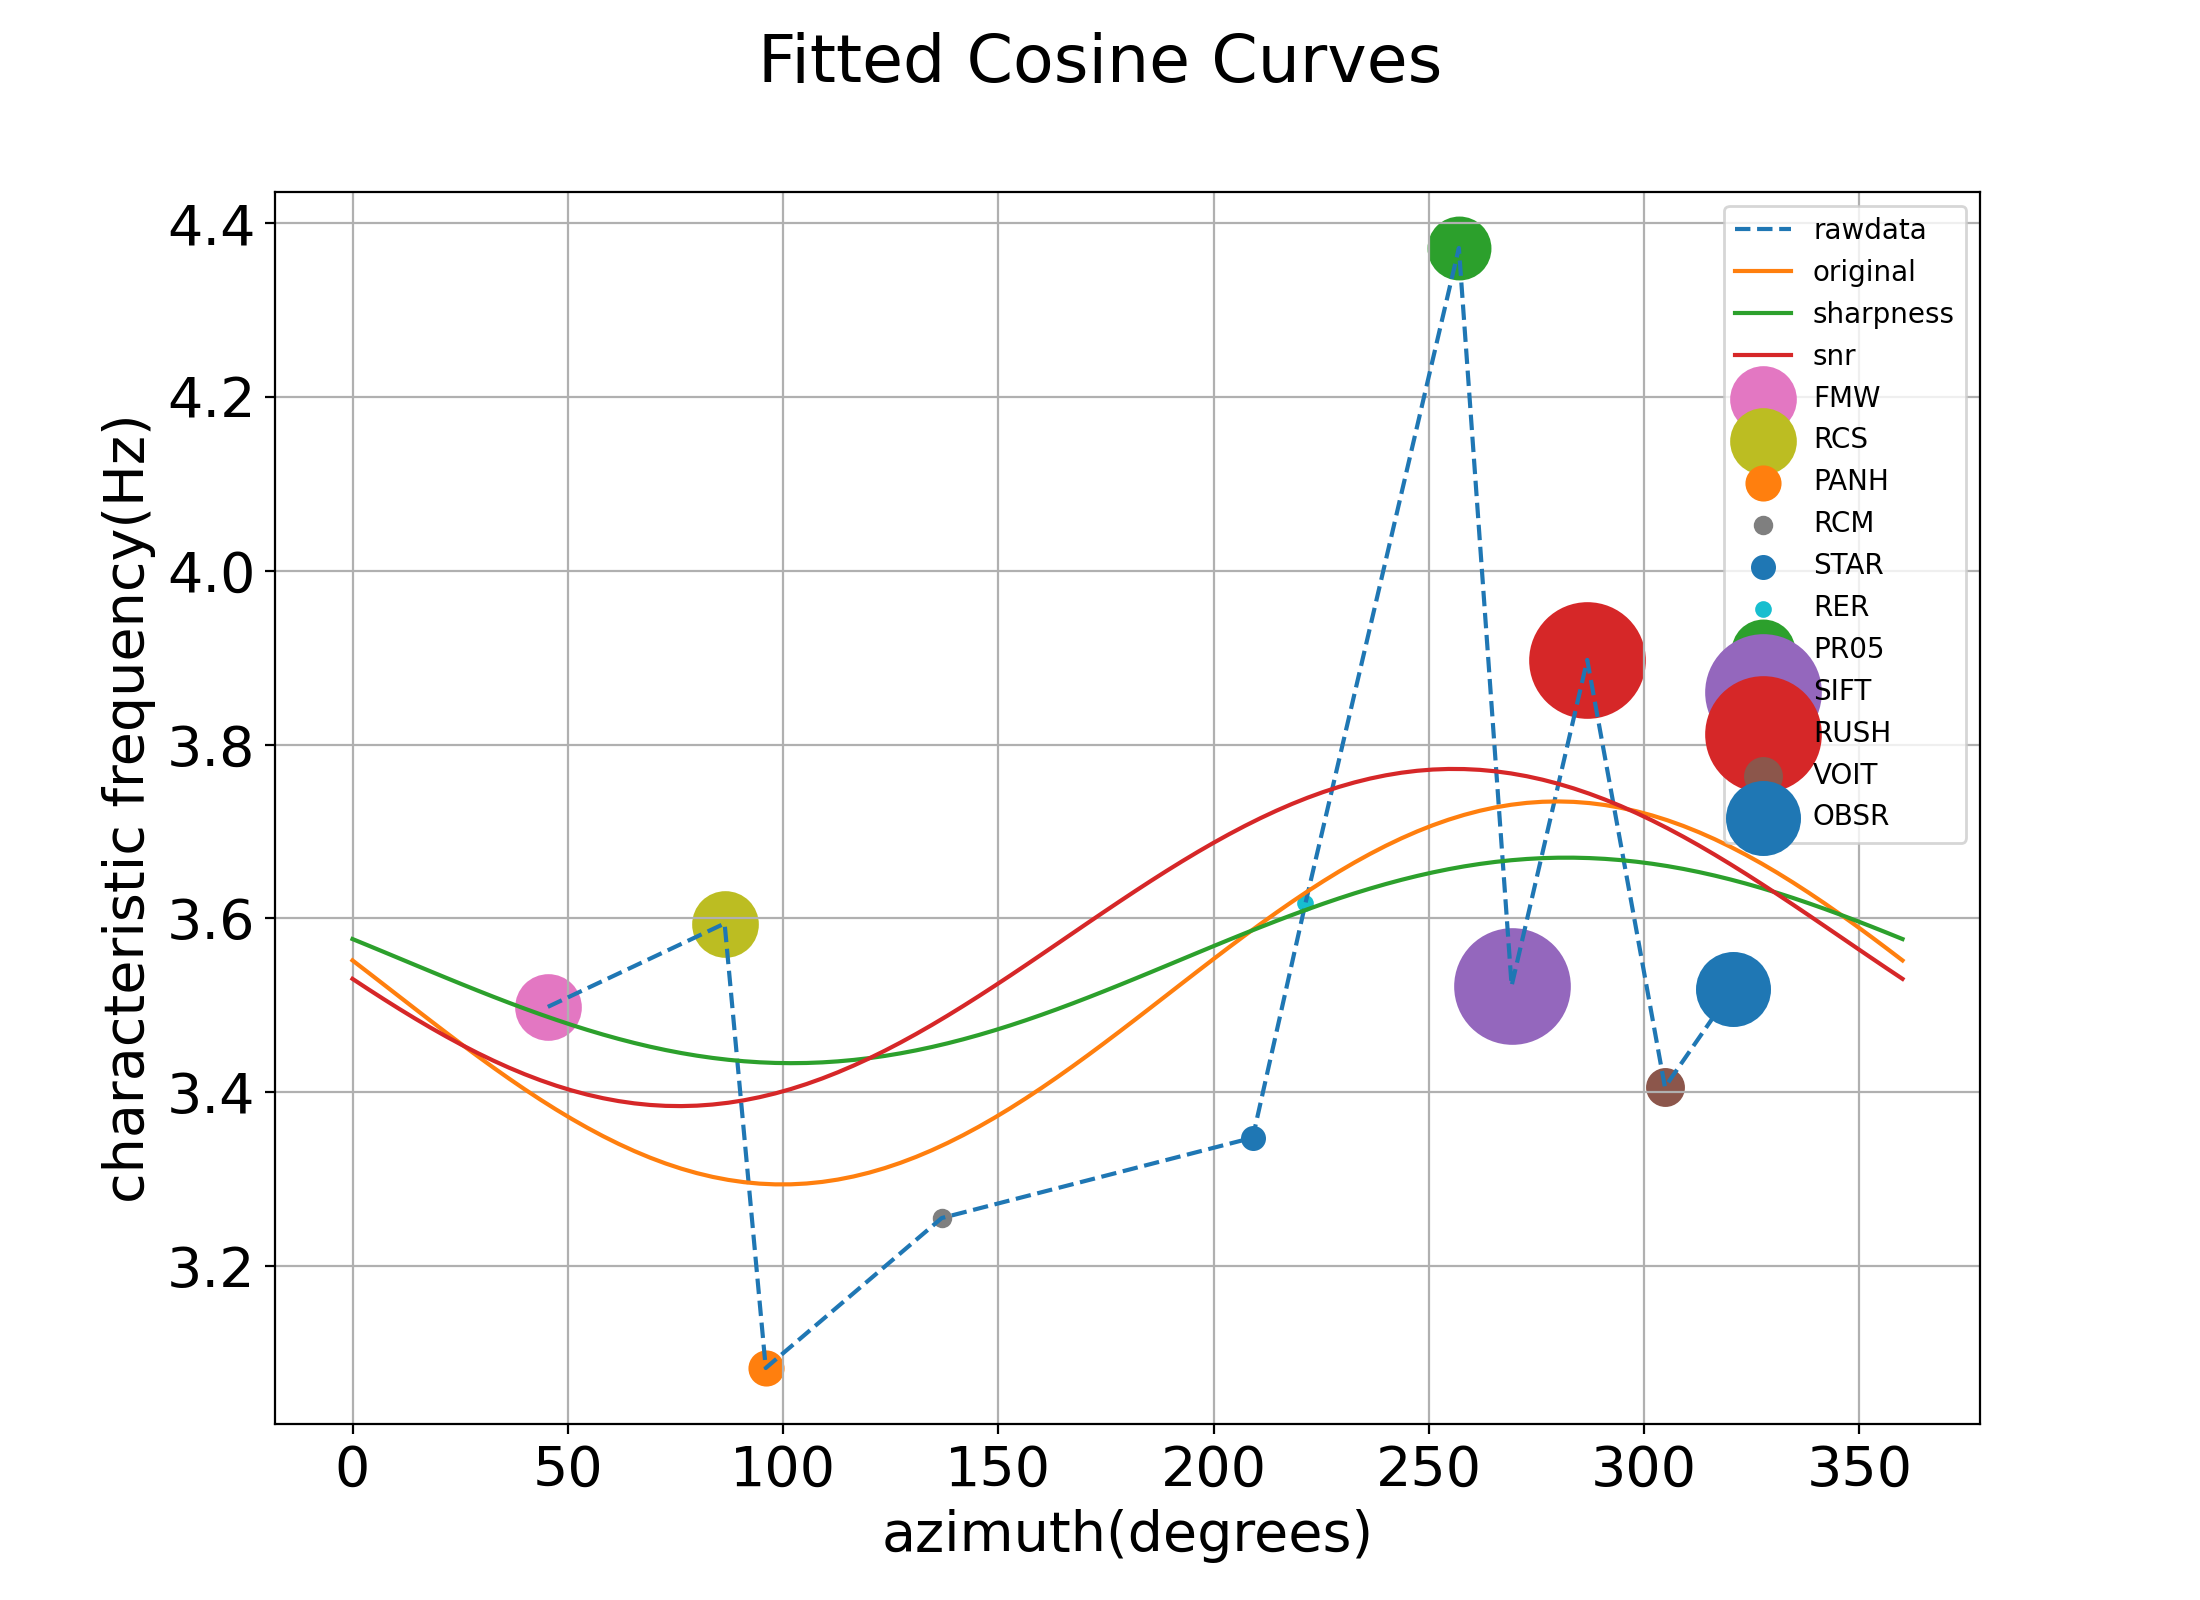 Fitted Cosine Curves
characteristic frequency(Hz)
4.4
4.2
4.0
3.8
3.6
3.4
3.2
rawdata
original
sharpness
snr
FMW
RCS
PANH
RCM
STAR
RER
PR05
SIFT
RUSH
VOIT
OBSR
0 50 100 150 200 250 300 350
azimuth(degrees)